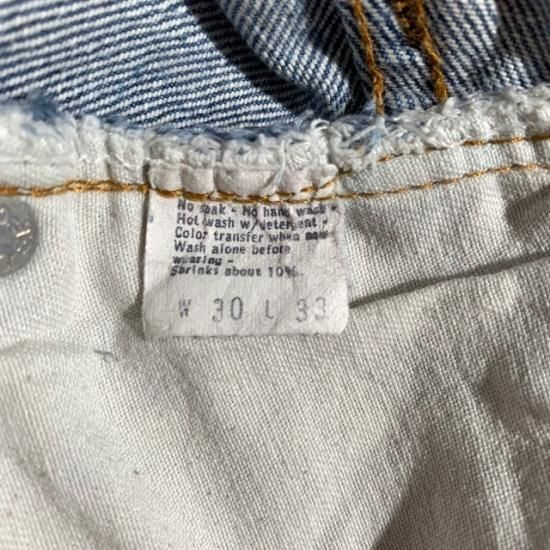 No soak - No hand wash -
Hot wash w/detergent -
Color transfer when new
Wash alone before
wearing -
Shrinks about 10%.
W 30 L 33